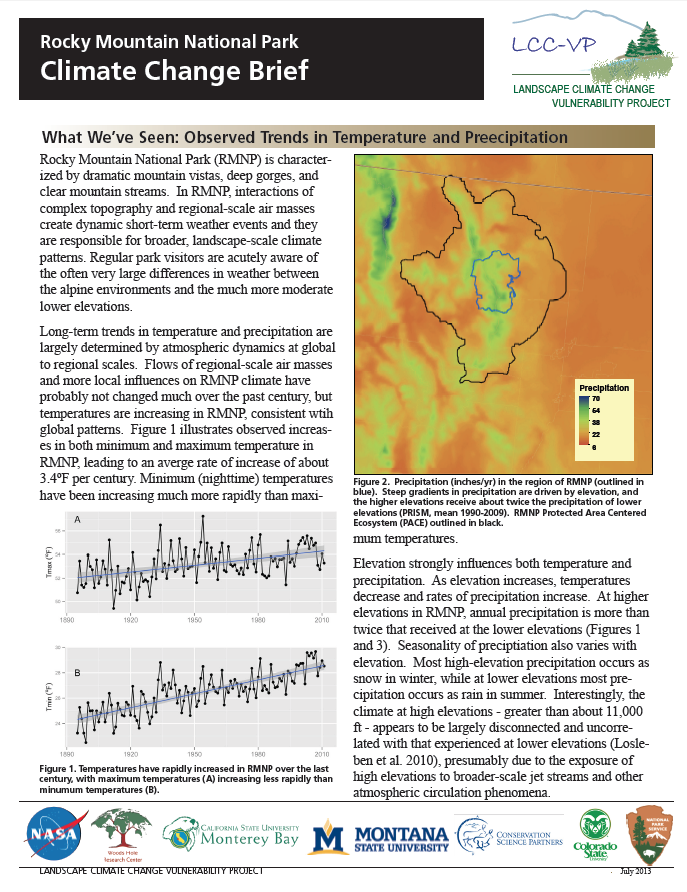 Rocky Mountain National Park
Climate Change Brief
LCC-VP
LANDSCAPE CLIMATE CHANGE
VULNERABILITY PROJECT
What We've Seen: Observed Trends in Temperature and Preecipitation
Rocky Mountain National Park (RMNP) is character-
ized by dramatic mountain vistas, deep gorges, and
clear mountain streams. In RMNP, interactions of
complex topography and regional-scale air masses
create dynamic short-term weather events and they
are responsible for broader, landscape-scale climate
patterns. Regular park visitors are acutely aware of
the often very large differences in weather between
the alpine environments and the much more moderate
lower elevations.
Long-term trends in temperature and precipitation are
largely determined by atmospheric dynamics at global
to regional scales. Flows of regional-scale air masses
and more local influences on RMNP climate have
probably not changed much over the past century, but
temperatures are increasing in RMNP, consistent wtih
global patterns. Figure 1 illustrates observed increas-
es in both minimum and maximum temperature in
RMNP, leading to an averge rate of increase of about
3.4°F per century. Minimum (nighttime) temperatures
have been increasing much more rapidly than maxi-
A
Tmax (°F)
56
54
52
50
1890
1920
1950
1980
2010
B
Tmin (°F)
30
28
26
24
1890
1920
1950
1980
2010
Figure 1. Temperatures have rapidly increased in RMNP over the last
century, with maximum temperatures (A) increasing less rapidly than
minumum temperatures (B).
Precipitation
70
54
38
22
6
Figure 2. Precipitation (inches/yr) in the region of RMNP (outlined in
blue). Steep gradients in precipitation are driven by elevation, and
the higher elevations receive about twice the precipitation of lower
elevations (PRISM, mean 1990-2009). RMNP Protected Area Centered
Ecosystem (PACE) outlined in black.
mum temperatures.
Elevation strongly influences both temperature and
precipitation. As elevation increases, temperatures
decrease and rates of precipitation increase. At higher
elevations in RMNP, annual precipitation is more than
twice that received at the lower elevations (Figures 1
and 3). Seasonality of preciptiation also varies with
elevation. Most high-elevation precipitation occurs as
snow in winter, while at lower elevations most pre-
cipitation occurs as rain in summer. Interestingly, the
climate at high elevations - greater than about 11,000
ft - appears to be largely disconnected and uncorre-
lated with that experienced at lower elevations (Losle-
ben et al. 2010), presumably due to the exposure of
high elevations to broader-scale jet streams and other
atmospheric circulation phenomena.
NASA
Woods Hole
Research Center
CALIFORNIA STATE UNIVERSITY
Monterey Bay
M
MONTANA
STATE UNIVERSITY
CONSERVATION
SCIENCE PARTNERS
Colorado
State
University
NATIONAL
PARK
SERVICE
LANDSCAPE CLIMATE CHANGE VULNERABILITY PROJECT
July 2013